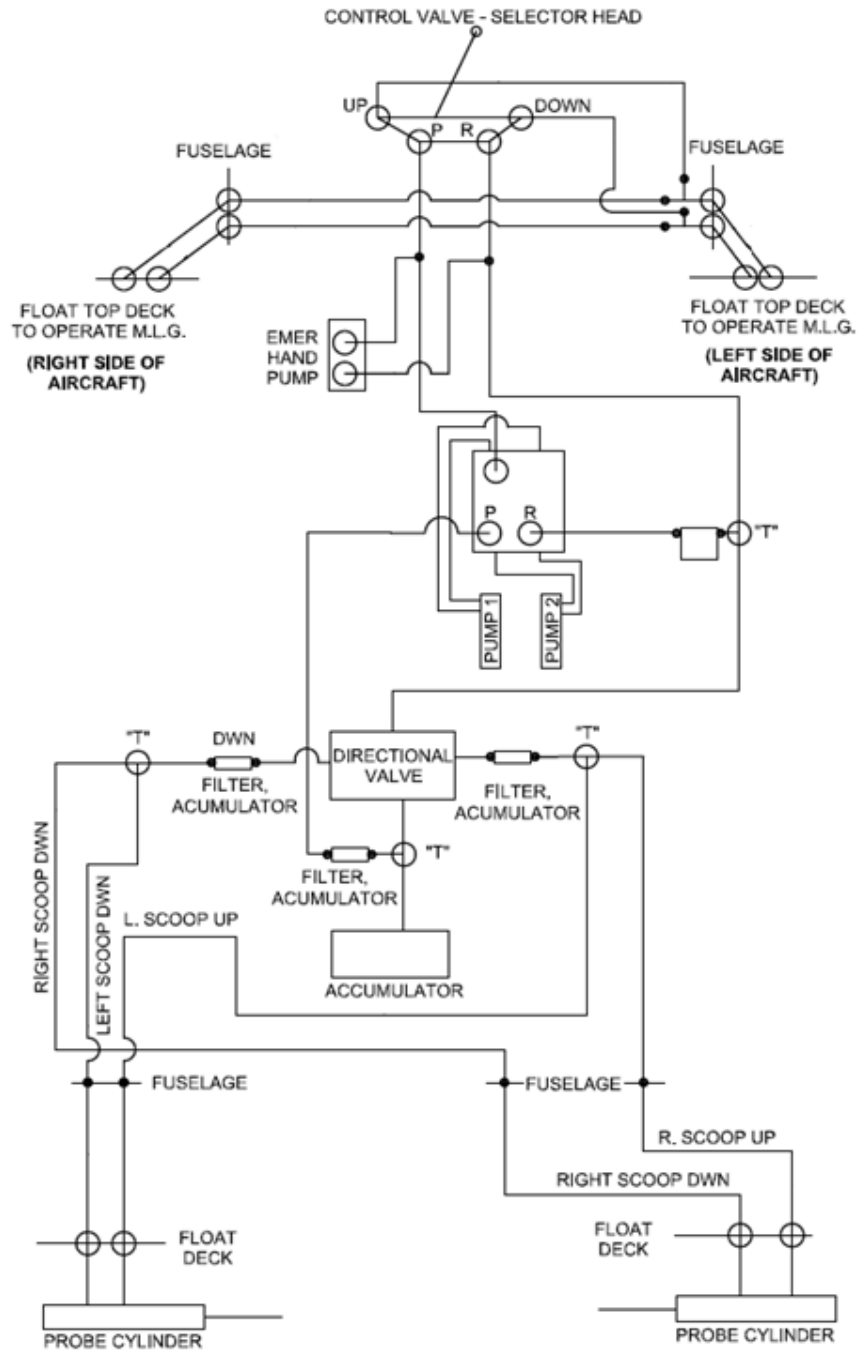 CONTROL VALVE - SELECTOR HEAD
UP
DOWN
P
R
FUSELAGE
FUSELAGE
FLOAT TOP DECK
TO OPERATE M.L.G.
(RIGHT SIDE OF
AIRCRAFT)
EMER
HAND
PUMP
FLOAT TOP DECK
TO OPERATE M.L.G.
(LEFT SIDE OF
AIRCRAFT)
P
R
"T"
PUMP 1
PUMP 2
"T"
DWN
FILTER,
ACUMULATOR
DIRECTIONAL
VALVE
"T"
FILTER,
ACUMULATOR
"T"
FILTER,
ACUMULATOR
RIGHT SCOOP DWN
LEFT SCOOP DWN
L. SCOOP UP
ACCUMULATOR
FUSELAGE
FUSELAGE
R. SCOOP UP
RIGHT SCOOP DWN
FLOAT
DECK
FLOAT
DECK
PROBE CYLINDER
PROBE CYLINDER